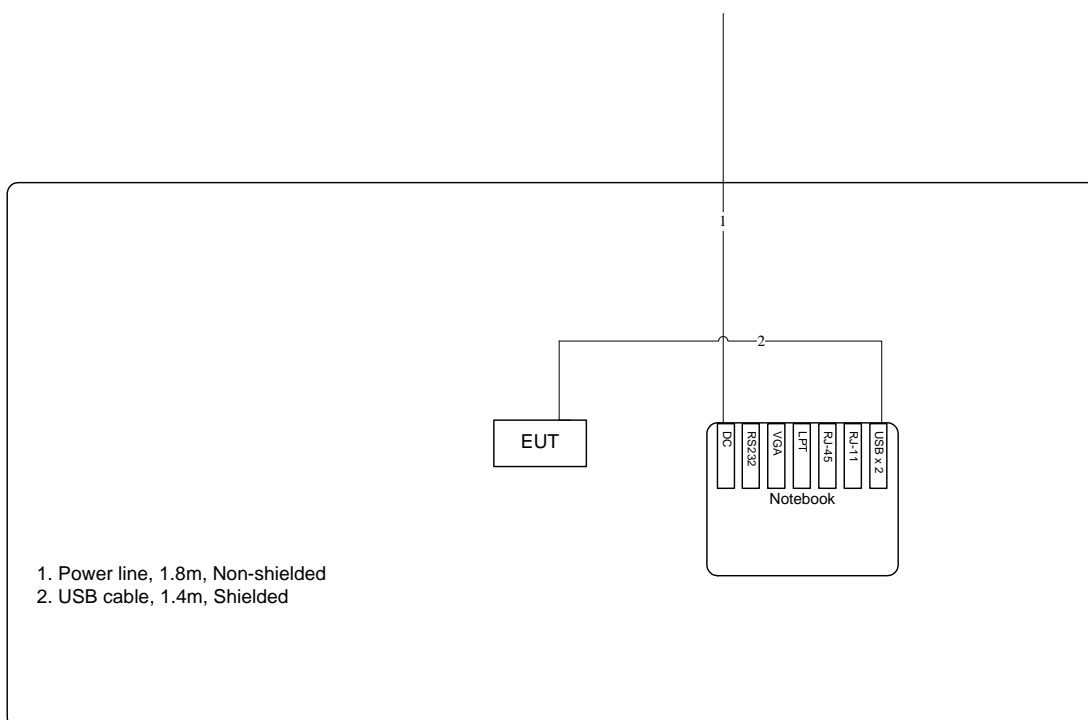 1
2
EUT
DC
RS232
VGA
LPT
RJ-45
RJ-11
USB x 2
Notebook
1. Power line, 1.8m, Non-shielded
2. USB cable, 1.4m, Shielded